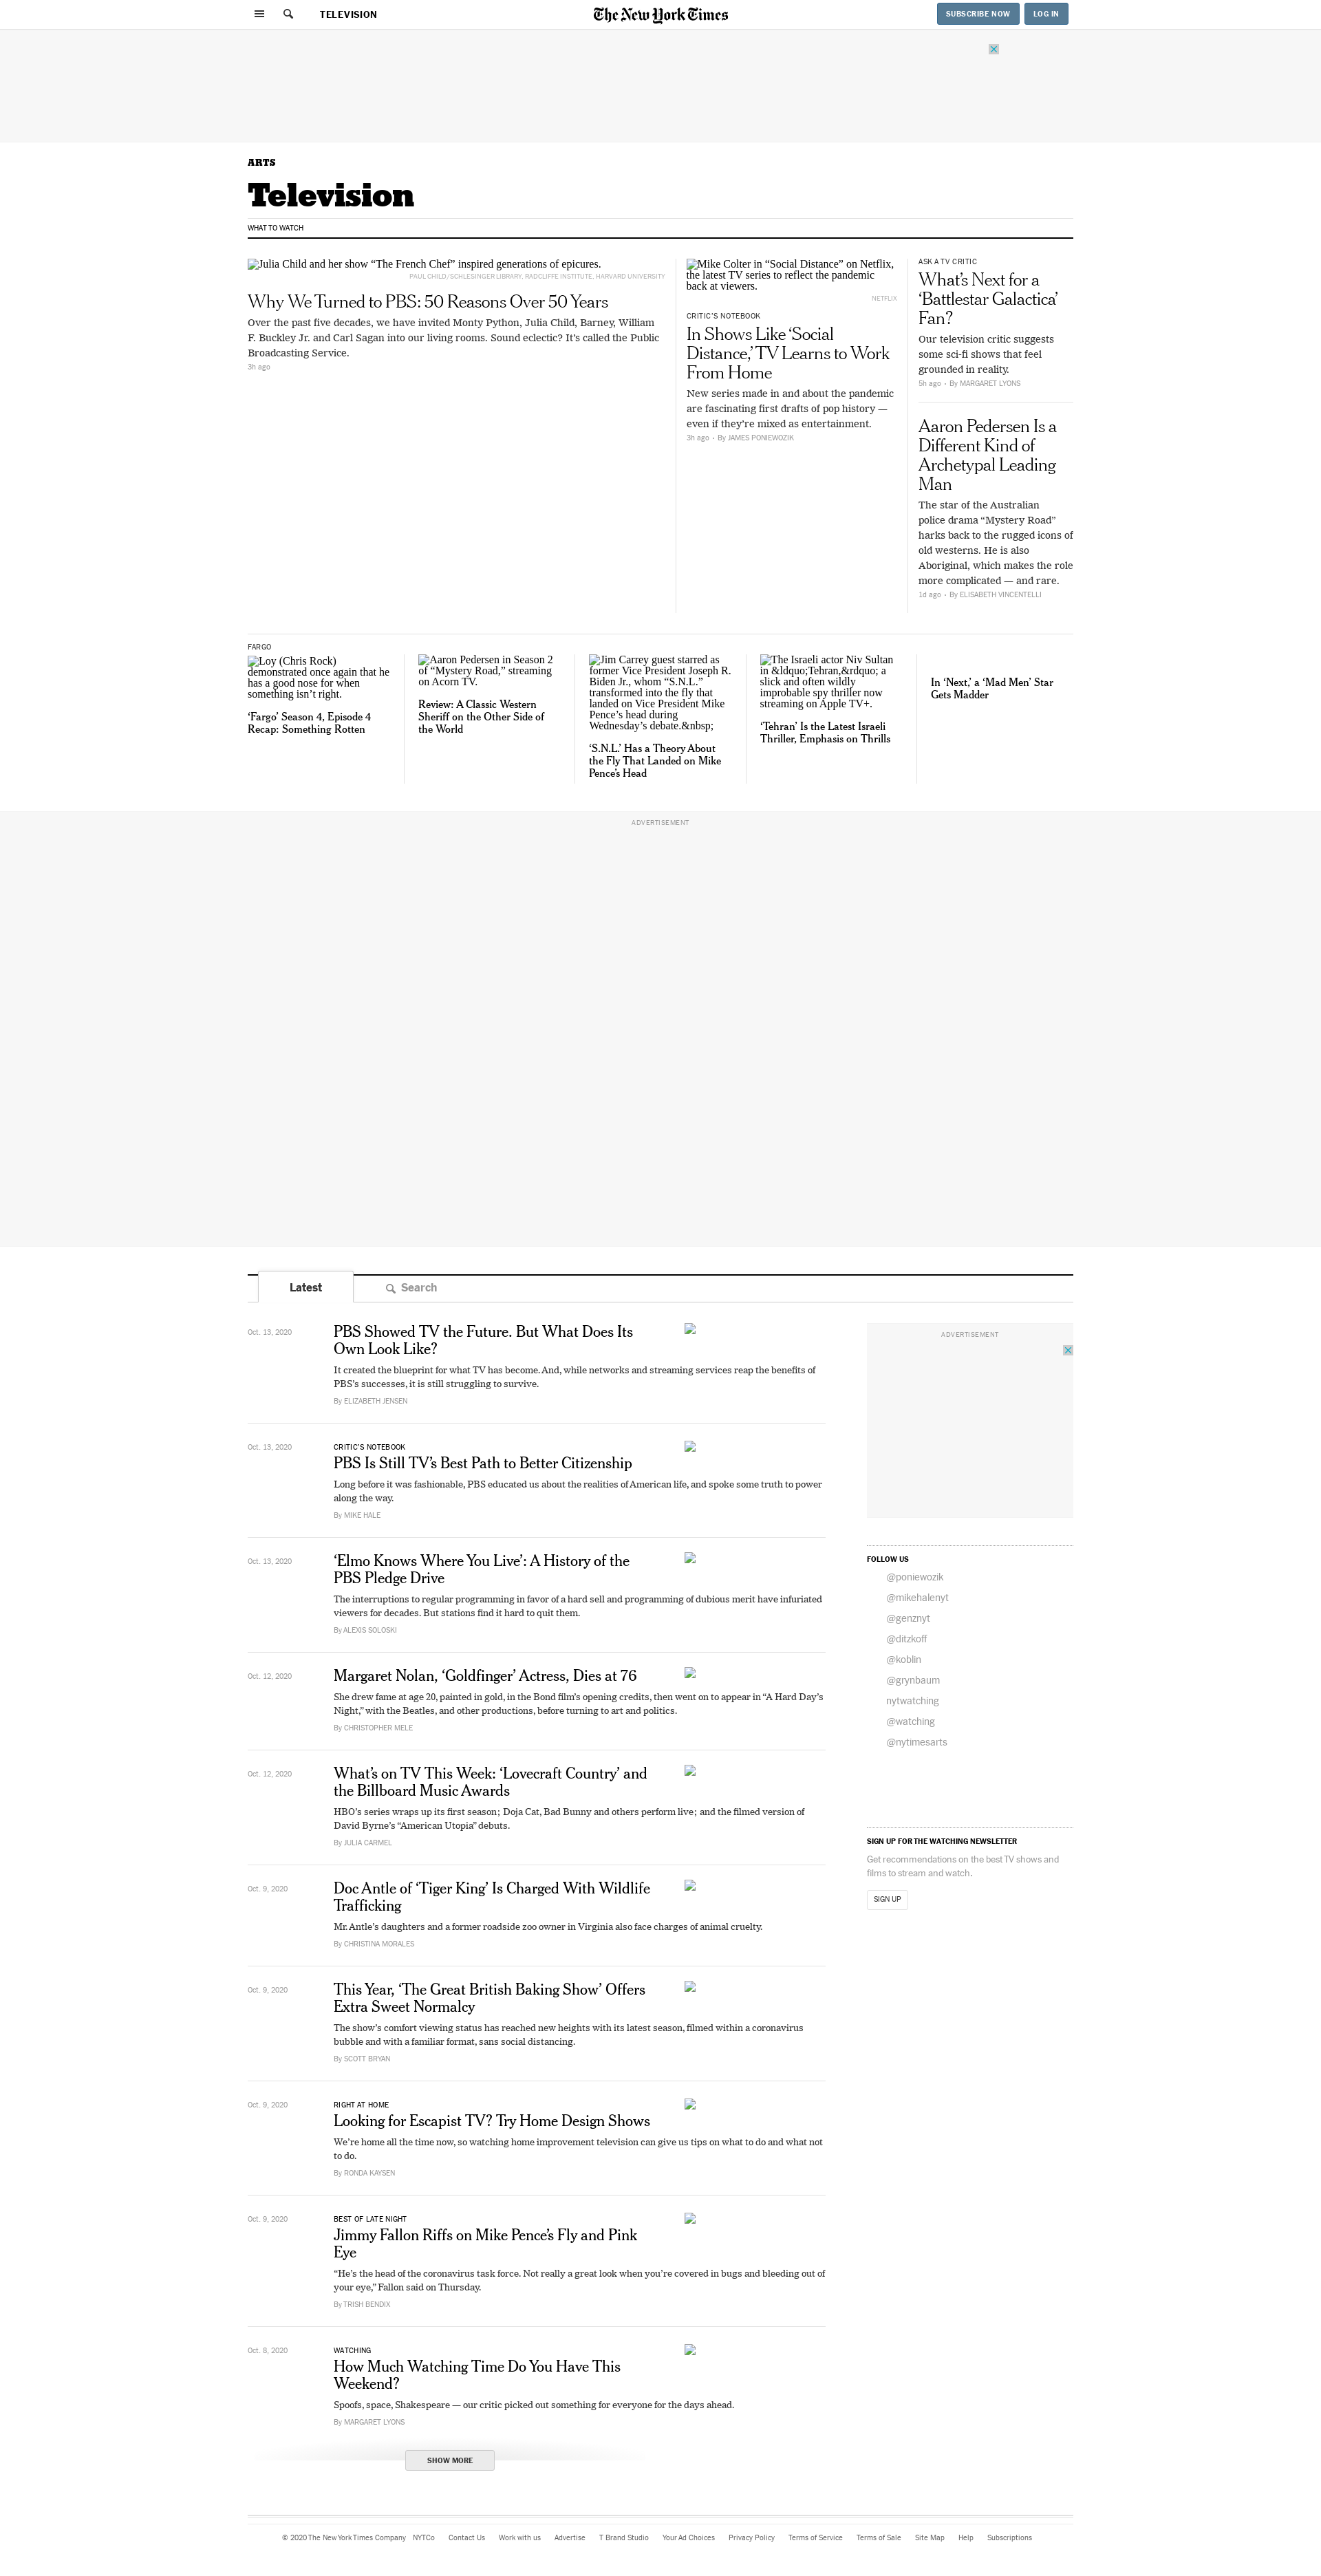 TELEVISION
The New York Times
SUBSCRIBE NOW
LOG IN
ARTS
Television
WHAT TO WATCH
Julia Child and her show “The French Chef” inspired generations of epicures.
PAUL CHILD/SCHLESINGER LIBRARY, RADCLIFFE INSTITUTE, HARVARD UNIVERSITY
Why We Turned to PBS: 50 Reasons Over 50 Years
Over the past five decades, we have invited Monty Python, Julia Child, Barney, William
F. Buckley Jr. and Carl Sagan into our living rooms. Sound eclectic? It’s called the Public
Broadcasting Service.
3h ago
Mike Colter in “Social Distance” on Netflix,
the latest TV series to reflect the pandemic
back at viewers.
NETFLIX
CRITIC’S NOTEBOOK
In Shows Like ‘Social
Distance,’ TV Learns to Work
From Home
New series made in and about the pandemic
are fascinating first drafts of pop history —
even if they’re mixed as entertainment.
3h ago • By JAMES PONIEWOZIK
ASK A TV CRITIC
What’s Next for a
‘Battlestar Galactica’
Fan?
Our television critic suggests
some sci-fi shows that feel
grounded in reality.
5h ago • By MARGARET LYONS
Aaron Pedersen Is a
Different Kind of
Archetypal Leading
Man
The star of the Australian
police drama “Mystery Road”
harks back to the rugged icons of
old westerns. He is also
Aboriginal, which makes the role
more complicated — and rare.
1d ago • By ELISABETH VINCENTELLI
FARGO
Loy (Chris Rock)
demonstrated once again that he
has a good nose for when
something isn’t right.
‘Fargo’ Season 4, Episode 4
Recap: Something Rotten
Aaron Pedersen in Season 2
of “Mystery Road,” streaming
on Acorn TV.
Review: A Classic Western
Sheriff on the Other Side of
the World
Jim Carrey guest starred as
former Vice President Joseph R.
Biden Jr., whom “S.N.L.”
transformed into the fly that
landed on Vice President Mike
Pence’s head during
Wednesday’s debate.&nbsp;
‘S.N.L.’ Has a Theory About
the Fly That Landed on Mike
Pence’s Head
The Israeli actor Niv Sultan
in &ldquo;Tehran,&rdquo; a
slick and often wildly
improbable spy thriller now
streaming on Apple TV+.
‘Tehran’ Is the Latest Israeli
Thriller, Emphasis on Thrills
In ‘Next,’ a ‘Mad Men’ Star
Gets Madder
ADVERTISEMENT
Latest
Search
Oct. 13, 2020
PBS Showed TV the Future. But What Does Its
Own Look Like?
It created the blueprint for what TV has become. And, while networks and streaming services reap the benefits of
PBS’s successes, it is still struggling to survive.
By ELIZABETH JENSEN
Oct. 13, 2020
CRITIC’S NOTEBOOK
PBS Is Still TV’s Best Path to Better Citizenship
Long before it was fashionable, PBS educated us about the realities of American life, and spoke some truth to power
along the way.
By MIKE HALE
Oct. 13, 2020
‘Elmo Knows Where You Live’: A History of the
PBS Pledge Drive
The interruptions to regular programming in favor of a hard sell and programming of dubious merit have infuriated
viewers for decades. But stations find it hard to quit them.
By ALEXIS SOLOSKI
Oct. 12, 2020
Margaret Nolan, ‘Goldfinger’ Actress, Dies at 76
She drew fame at age 20, painted in gold, in the Bond film’s opening credits, then went on to appear in “A Hard Day’s
Night,” with the Beatles, and other productions, before turning to art and politics.
By CHRISTOPHER MELE
Oct. 12, 2020
What’s on TV This Week: ‘Lovecraft Country’ and
the Billboard Music Awards
HBO’s series wraps up its first season; Doja Cat, Bad Bunny and others perform live; and the filmed version of
David Byrne’s “American Utopia” debuts.
By JULIA CARMEL
Oct. 9, 2020
Doc Antle of ‘Tiger King’ Is Charged With Wildlife
Trafficking
Mr. Antle’s daughters and a former roadside zoo owner in Virginia also face charges of animal cruelty.
By CHRISTINA MORALES
Oct. 9, 2020
This Year, ‘The Great British Baking Show’ Offers
Extra Sweet Normalcy
The show’s comfort viewing status has reached new heights with its latest season, filmed within a coronavirus
bubble and with a familiar format, sans social distancing.
By SCOTT BRYAN
Oct. 9, 2020
RIGHT AT HOME
Looking for Escapist TV? Try Home Design Shows
We’re home all the time now, so watching home improvement television can give us tips on what to do and what not
to do.
By RONDA KAYSEN
Oct. 9, 2020
BEST OF LATE NIGHT
Jimmy Fallon Riffs on Mike Pence’s Fly and Pink
Eye
“He’s the head of the coronavirus task force. Not really a great look when you’re covered in bugs and bleeding out of
your eye,” Fallon said on Thursday.
By TRISH BENDIX
Oct. 8, 2020
WATCHING
How Much Watching Time Do You Have This
Weekend?
Spoofs, space, Shakespeare — our critic picked out something for everyone for the days ahead.
By MARGARET LYONS
SHOW MORE
ADVERTISEMENT
FOLLOW US
@poniewozik
@mikehalenyt
@genznyt
@ditzkoff
@koblin
@grynbaum
nytwatching
@watching
@nytimesarts
SIGN UP FOR THE WATCHING NEWSLETTER
Get recommendations on the best TV shows and
films to stream and watch.
SIGN UP
© 2020 The New York Times Company NYTCo Contact Us Work with us Advertise T Brand Studio Your Ad Choices Privacy Policy Terms of Service Terms of Sale Site Map Help Subscriptions